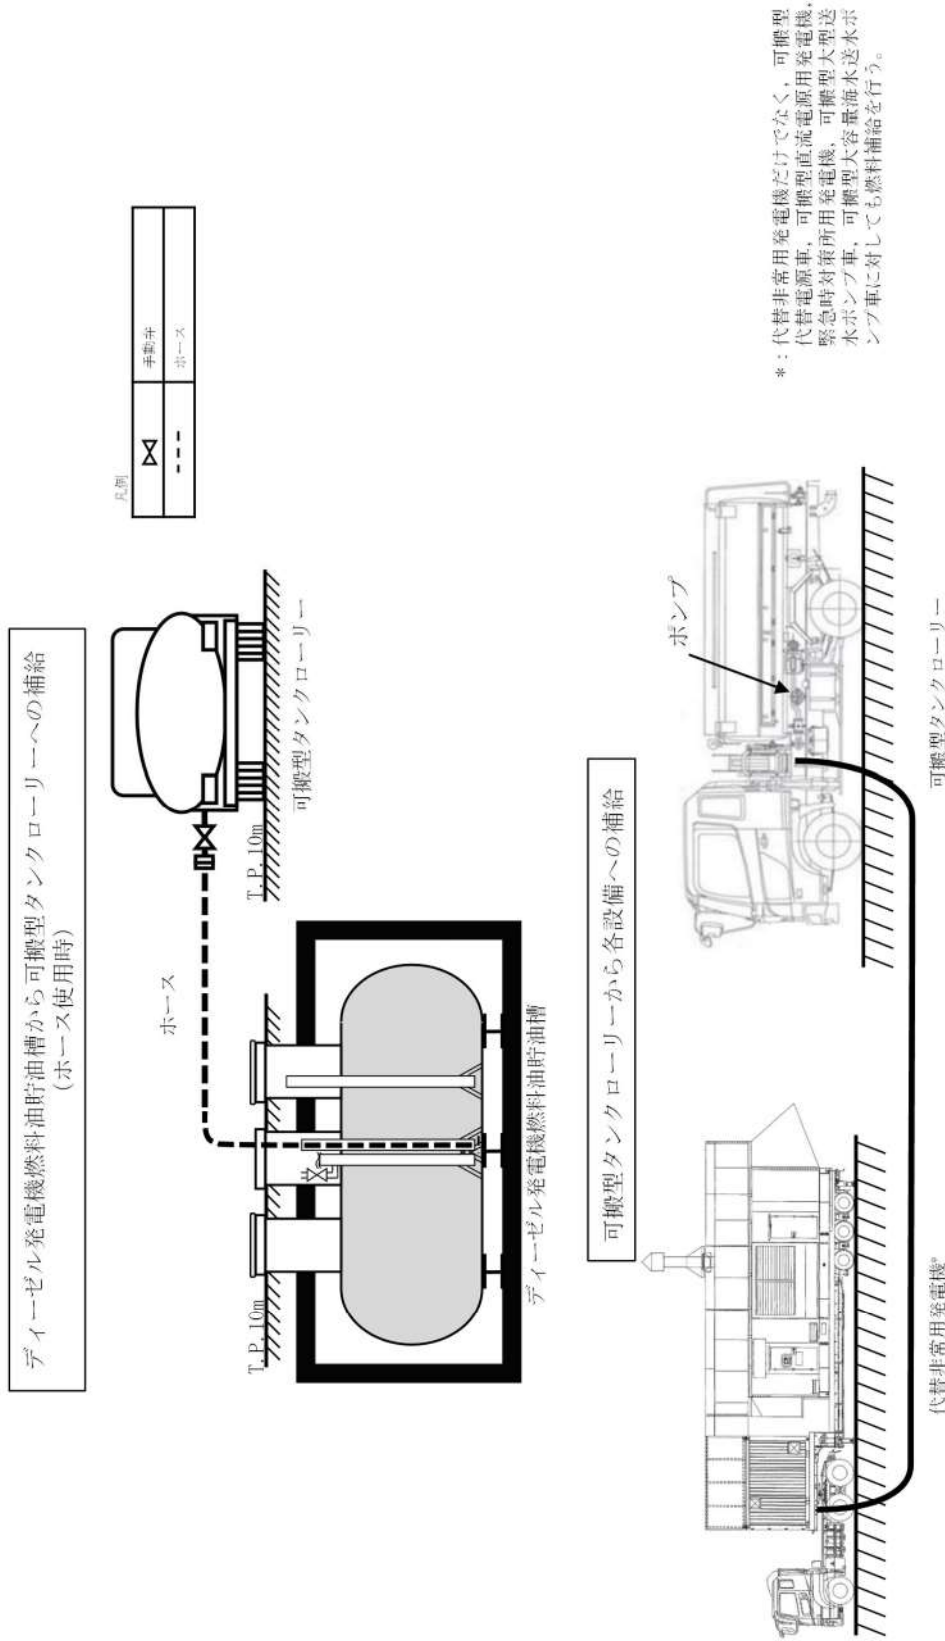 ディーゼル発電機燃料油貯油槽から可搬型タンクローリーへの補給
(ホース使用時)
凡例
手動弁
ホース
ホース
T.P.10m
T.P.10m
可搬型タンクローリー
ディーゼル発電機燃料油貯油槽
可搬型タンクローリーから各設備への補給
ポンプ
代替非常用発電機*
可搬型タンクローリー
*:代替非常用発電機だけでなく,可搬型
代替電源車,可搬型直流電源用発電機,
緊急時対策所用発電機,可搬型大型送
水ポンプ車,可搬型大容量海水送水ポ
ンプ車に対しても燃料補給を行う。